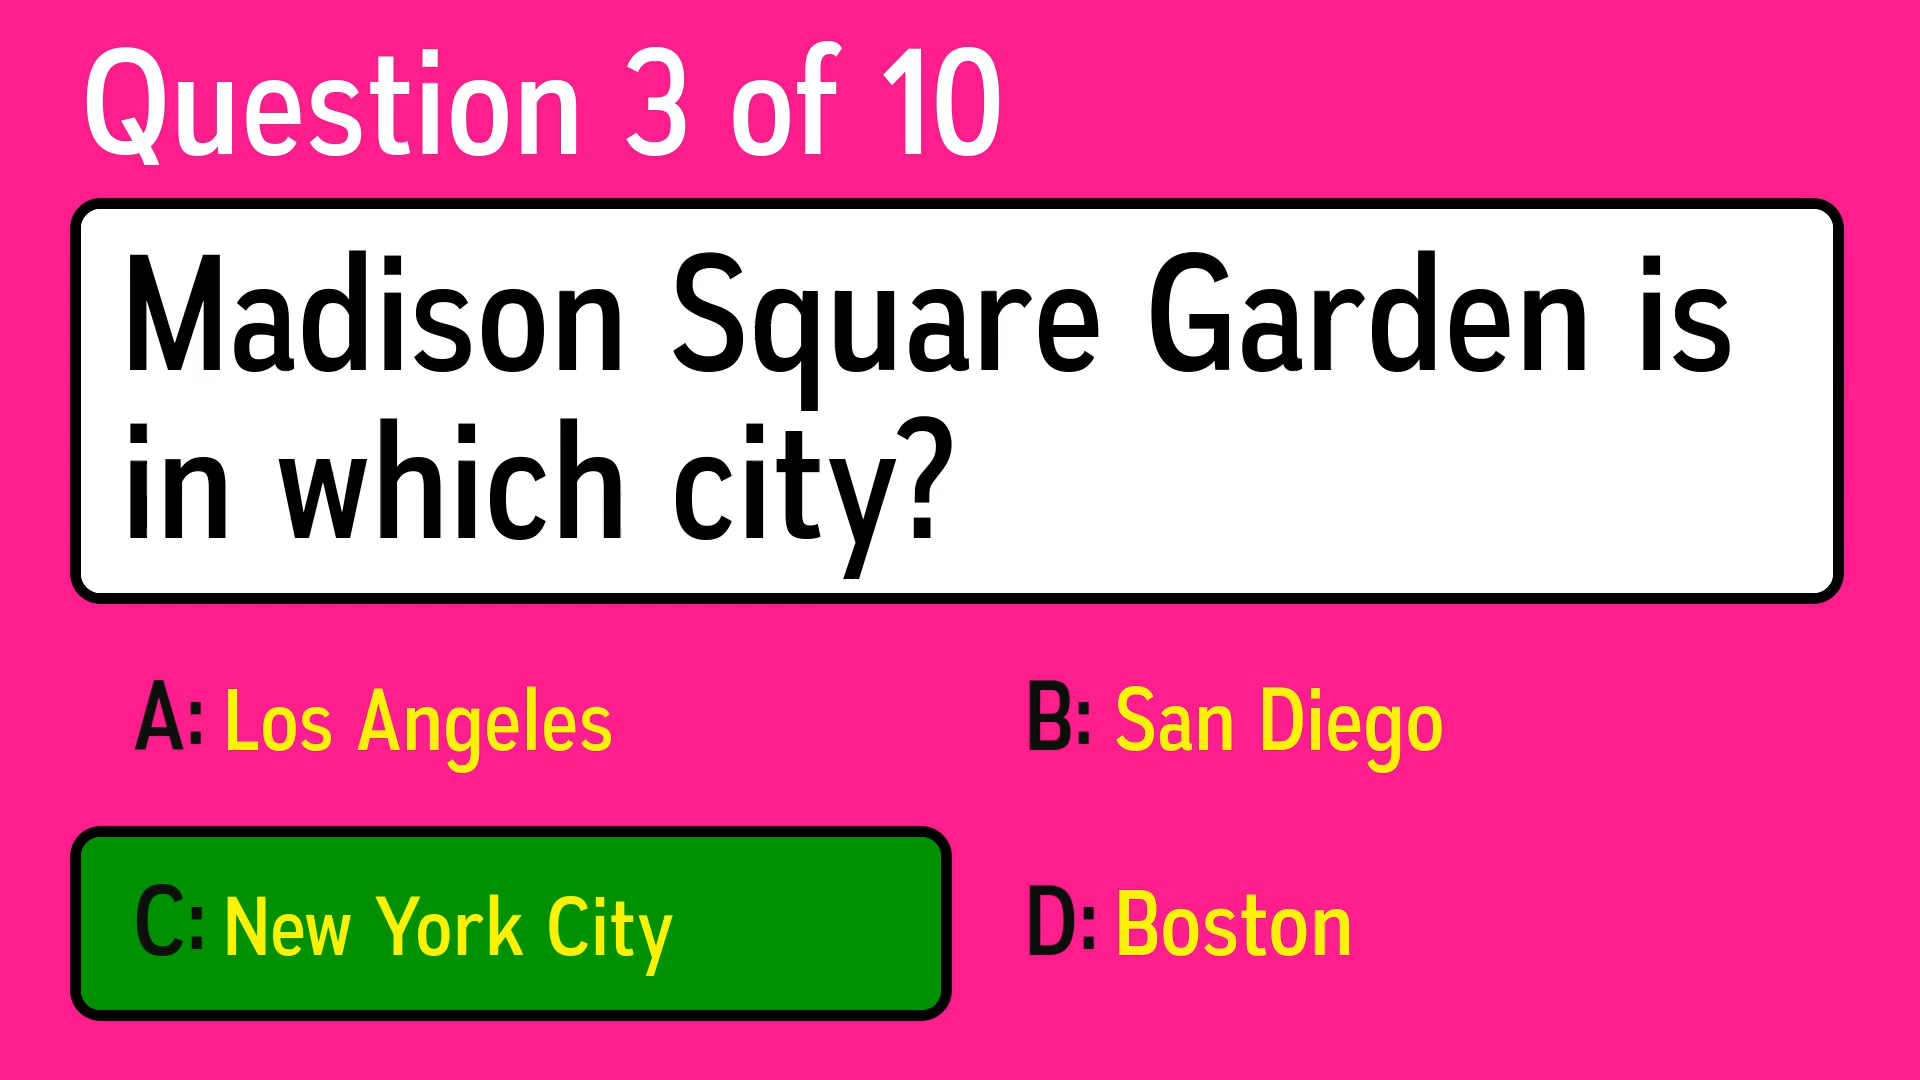 Question 3 of 10
Madison Square Garden is
in which city?
A: Los Angeles
B: San Diego
C: New York City
D: Boston